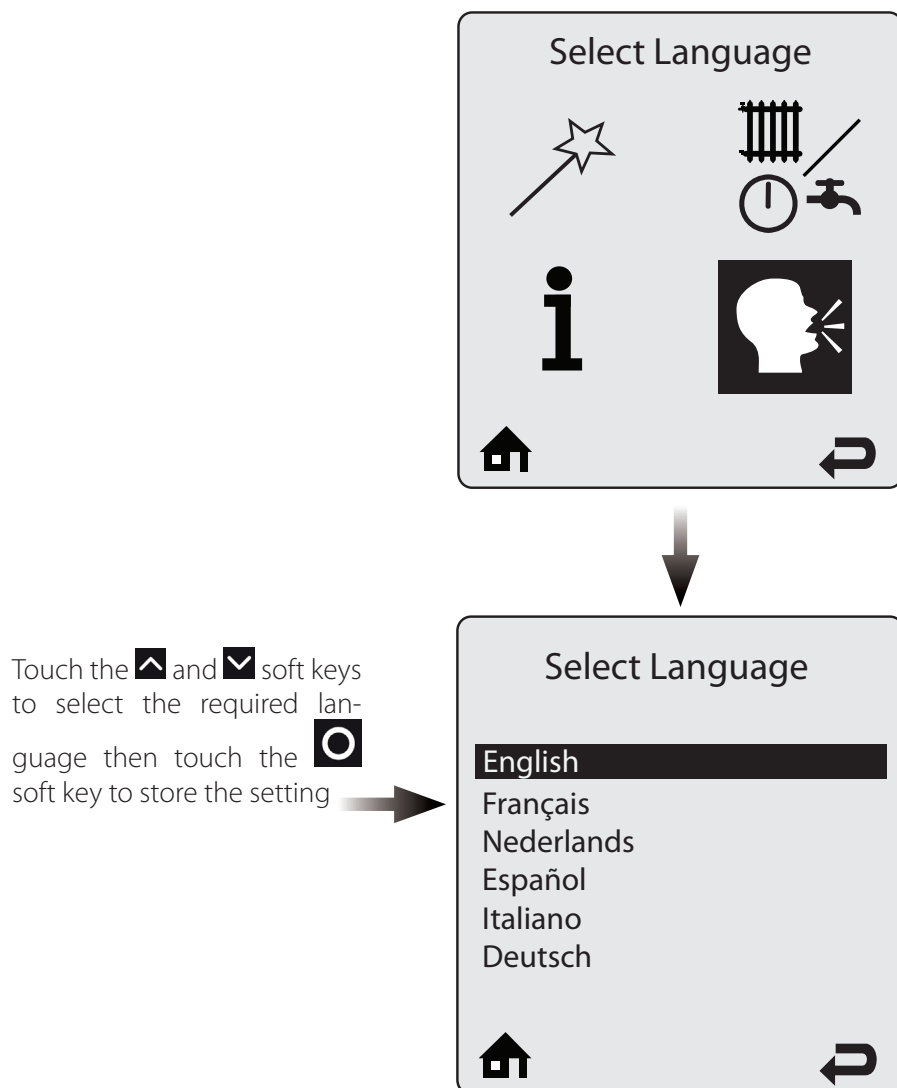 Select Language
Touch the and soft keys
to select the required lan-
guage then touch the
soft key to store the setting
Select Language
English
Français
Nederlands
Español
Italiano
Deutsch